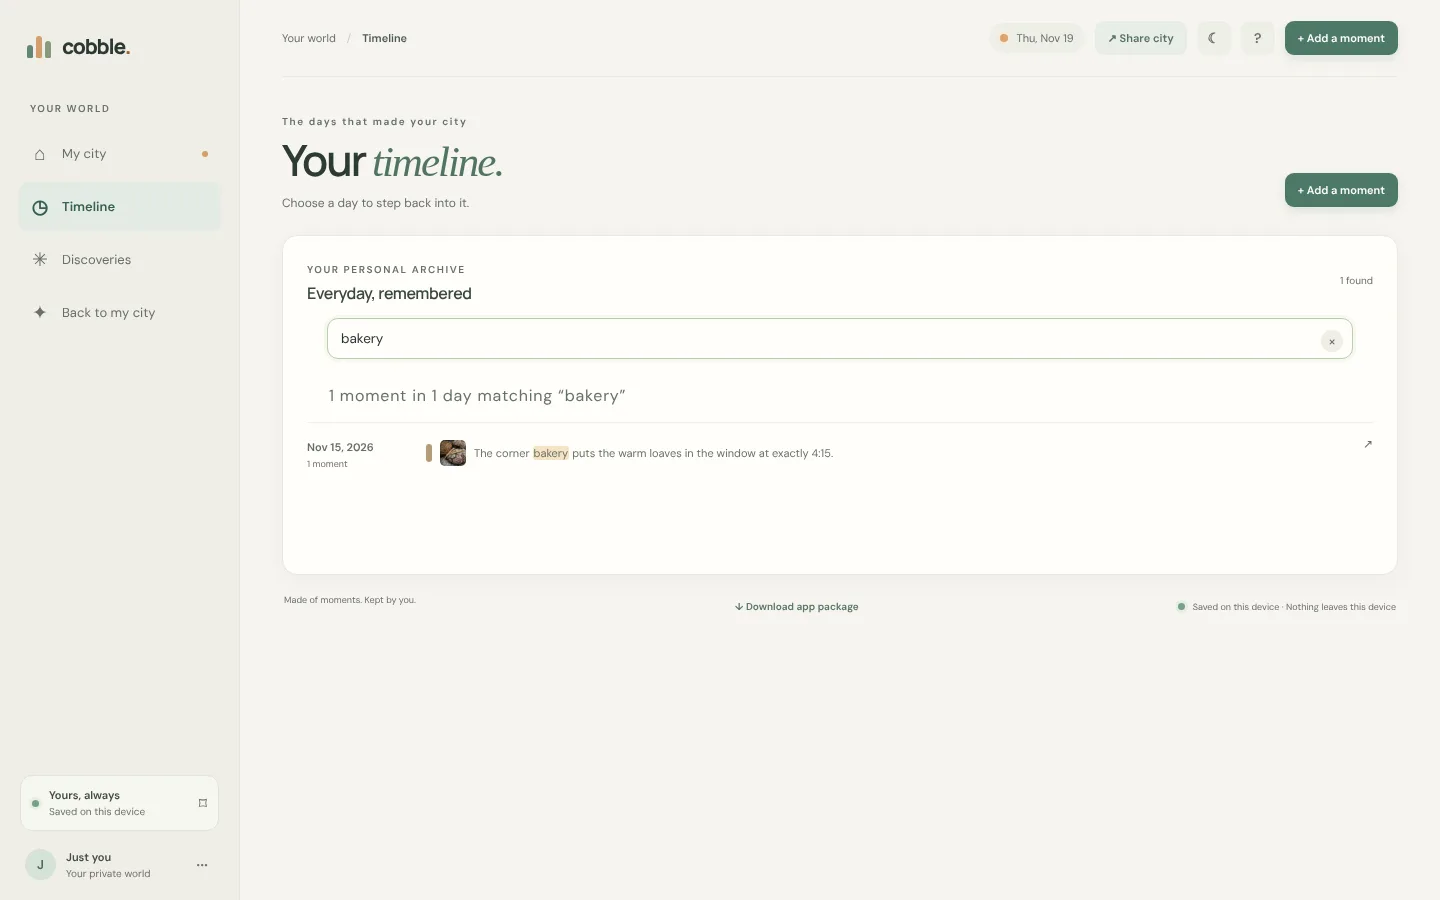 cobble.
YOUR WORLD
My city
Timeline
Discoveries
Back to my city
Yours, always
Saved on this device
J
Just you
Your private world
Your world / Timeline
Thu, Nov 19
↗ Share city
?
+ Add a moment
The days that made your city
Your timeline.
Choose a day to step back into it.
+ Add a moment
YOUR PERSONAL ARCHIVE
Everyday, remembered
1 found
bakery
×
1 moment in 1 day matching “bakery”
Nov 15, 2026
1 moment
The corner bakery puts the warm loaves in the window at exactly 4:15.
↗
Made of moments. Kept by you.
↓ Download app package
Saved on this device · Nothing leaves this device